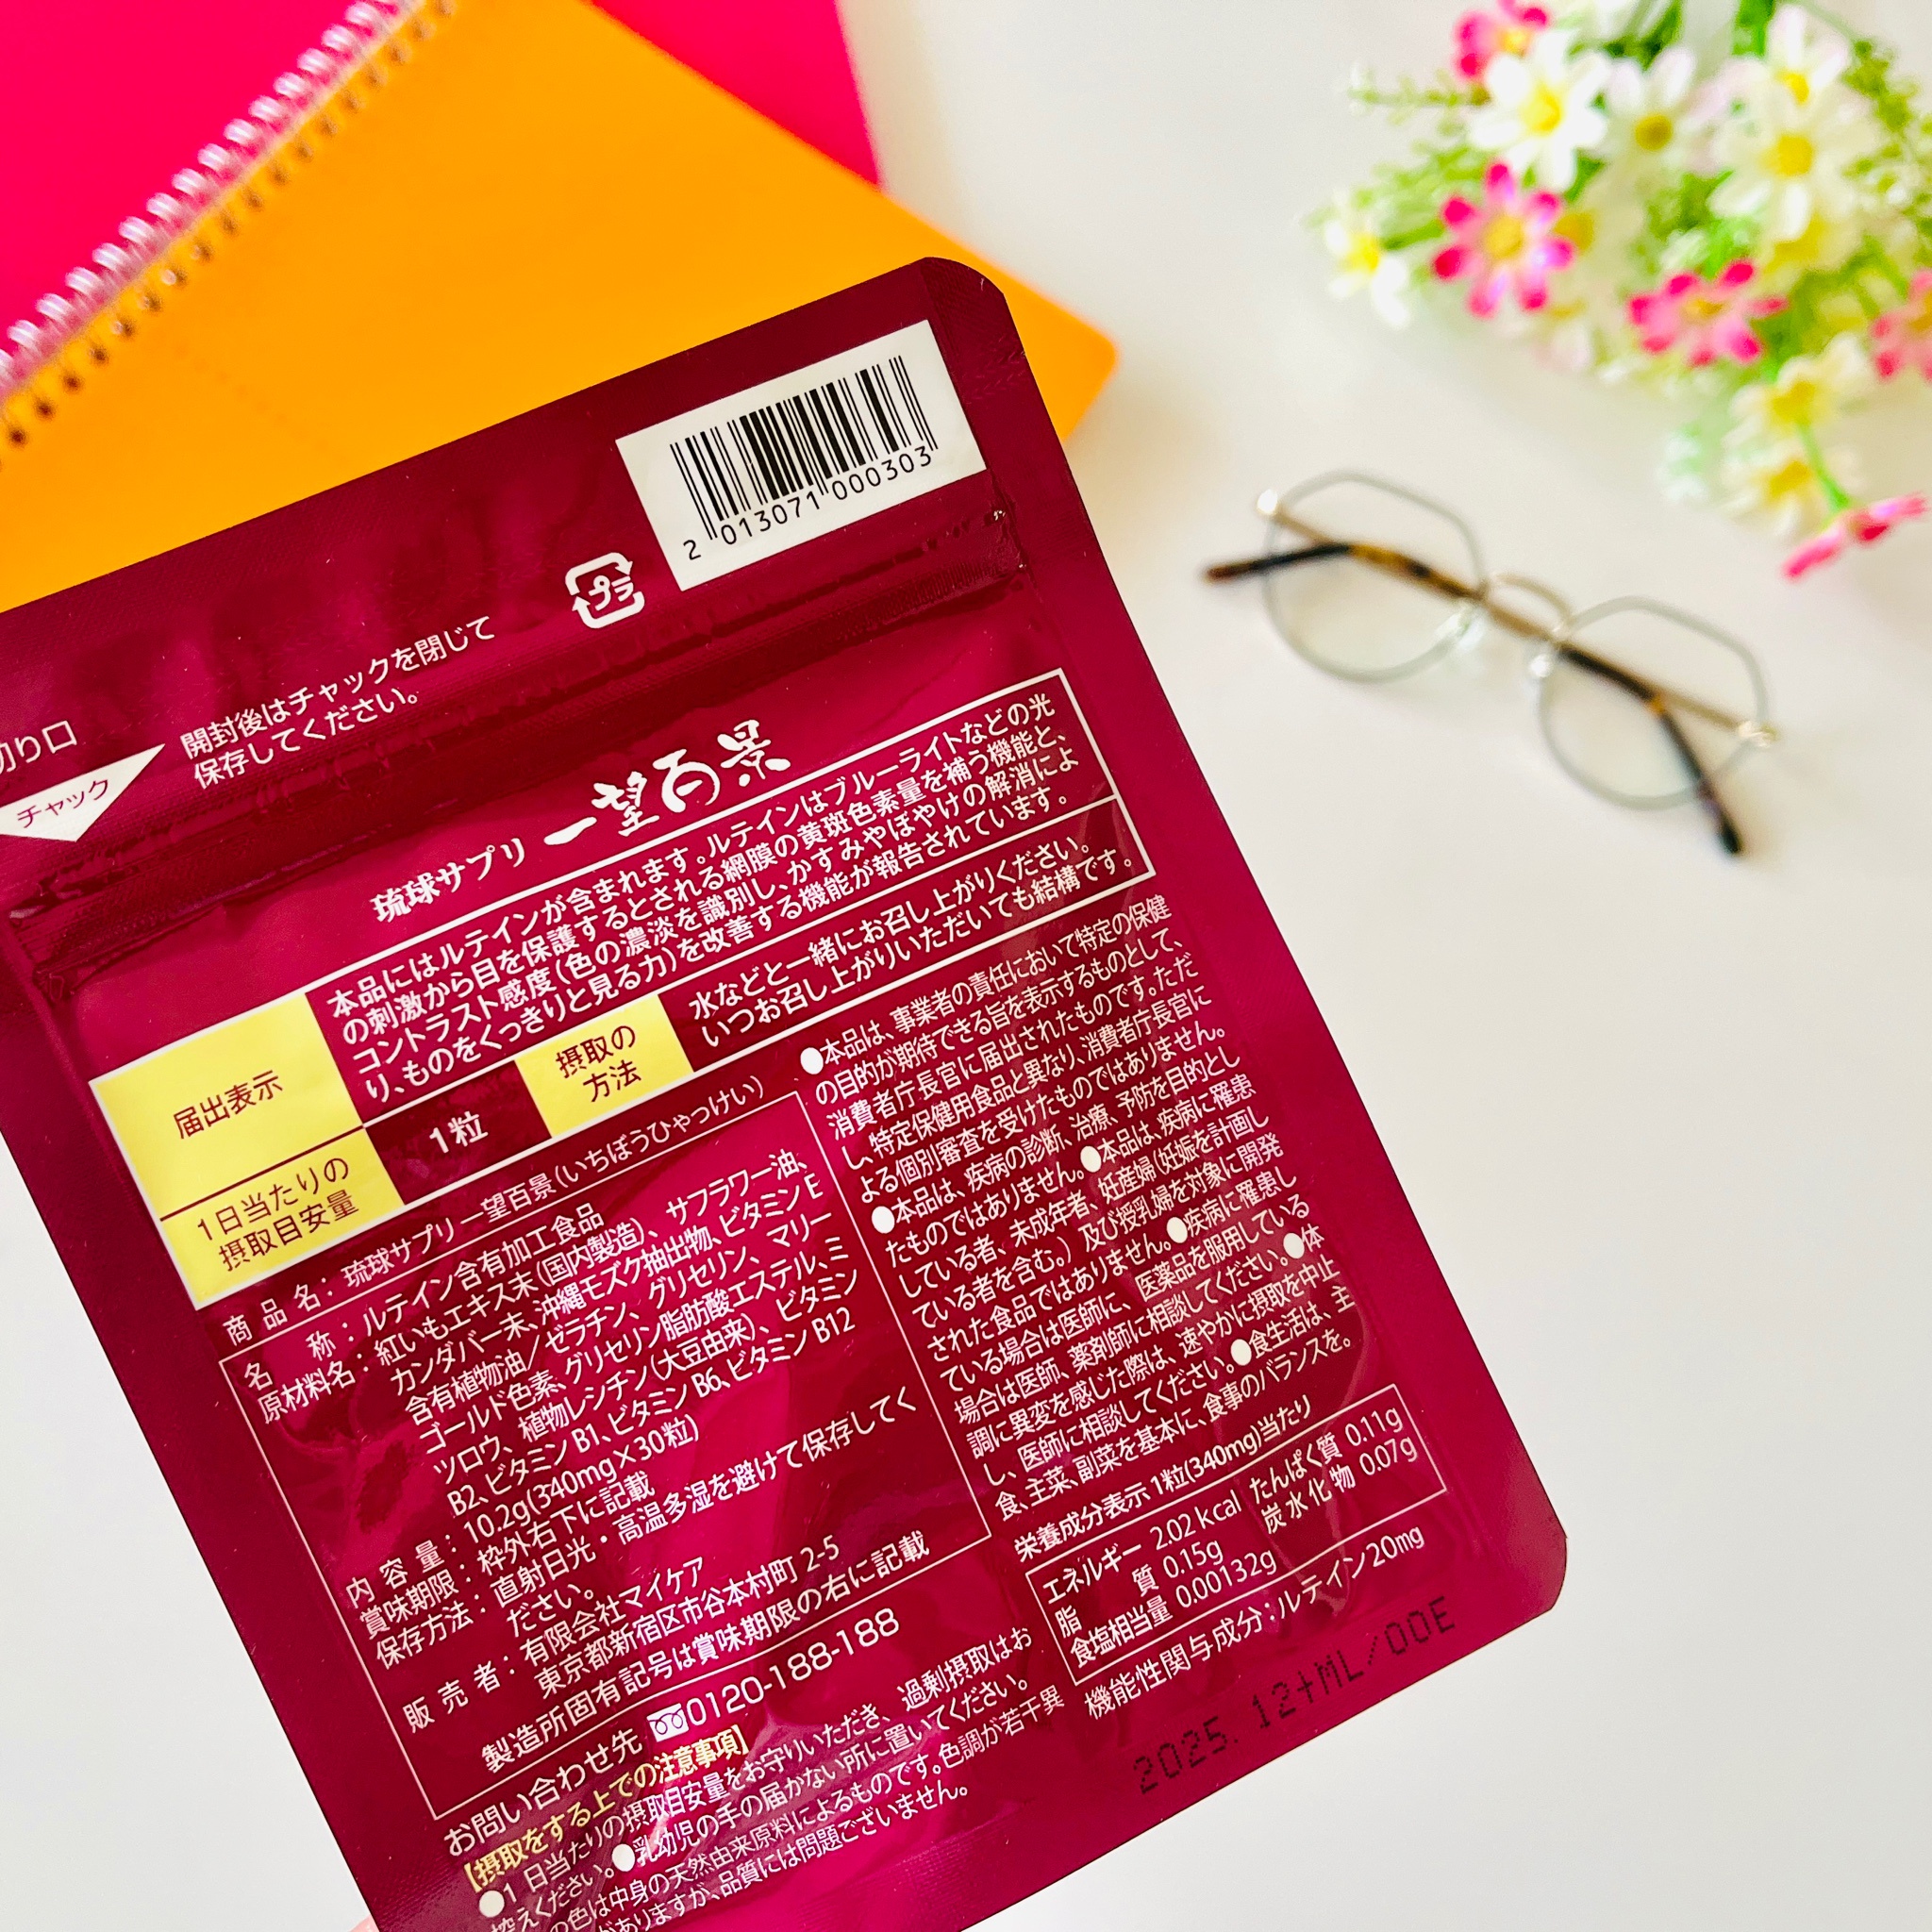 2 013071 000303
プラ
切り口
チャック
開封後はチャックを閉じて
保存してください。
琉球サプリ 一望百景
届出表示
本品にはルテインが含まれます。ルテインはブルーライトなどの光
の刺激から目を保護するとされる網膜の黄斑色素量を補う機能と、
コントラスト感度(色の濃淡を識別し、かすみやぼやけの解消によ
り、ものをくっきりと見る力)を改善する機能が報告されています。
1日当たりの
摂取目安量
1粒
摂取の
方法
水などと一緒にお召し上がりください。
いつお召し上がりいただいても結構です。
商品名:琉球サプリ 一望百景(いちぼうひゃっけい)
名称:ルテイン含有加工食品
原材料名:紅いもエキス末(国内製造)、サフラワー油、
カンダバー末、沖縄モズク抽出物、ビタミンE
含有植物油/ゼラチン、グリセリン、マリー
ゴールド色素、グリセリン脂肪酸エステル、ミ
ツロウ、植物レシチン(大豆由来)、ビタミン
B2、ビタミンB1、ビタミンB6、ビタミンB12
内容量:10.2g(340mg×30粒)
賞味期限:枠外右下に記載
保存方法:直射日光・高温多湿を避けて保存してく
ださい。
販売者:有限会社マイケア
東京都新宿区市谷本村町 2-5
製造所固有記号は賞味期限の右に記載
お問い合わせ先 0120-188-188
【摂取をする上での注意事項】
●1日当たりの摂取目安量をお守りいただき、過剰摂取はお
控えください。●乳幼児の手の届かない所に置いてください。
の色は中身の天然由来原料によるものです。色調が若干異
がありますが、品質には問題ございません。
●本品は、事業者の責任において特定の保健
の目的が期待できる旨を表示するものとして、
消費者庁長官に届出されたものです。ただ
し、特定保健用食品と異なり、消費者庁長官に
よる個別審査を受けたものではありません。
●本品は、疾病の診断、治療、予防を目的とし
たものではありません。●本品は、疾病に罹患
している者、未成年者、妊産婦(妊娠を計画し
ている者を含む。)及び授乳婦を対象に開発
された食品ではありません。●疾病に罹患し
ている場合は医師に、医薬品を服用している
場合は医師、薬剤師に相談してください。●体
調に異変を感じた際は、速やかに摂取を中止
し、医師に相談してください。●食生活は、主
食、主菜、副菜を基本に、食事のバランスを。
栄養成分表示 1粒(340mg)当たり
エネルギー 2.02kcal たんぱく質 0.11g
脂質 0.15g 炭水化物 0.07g
食塩相当量 0.00132g
機能性関与成分:ルテイン20mg
2025.12+ML/00E